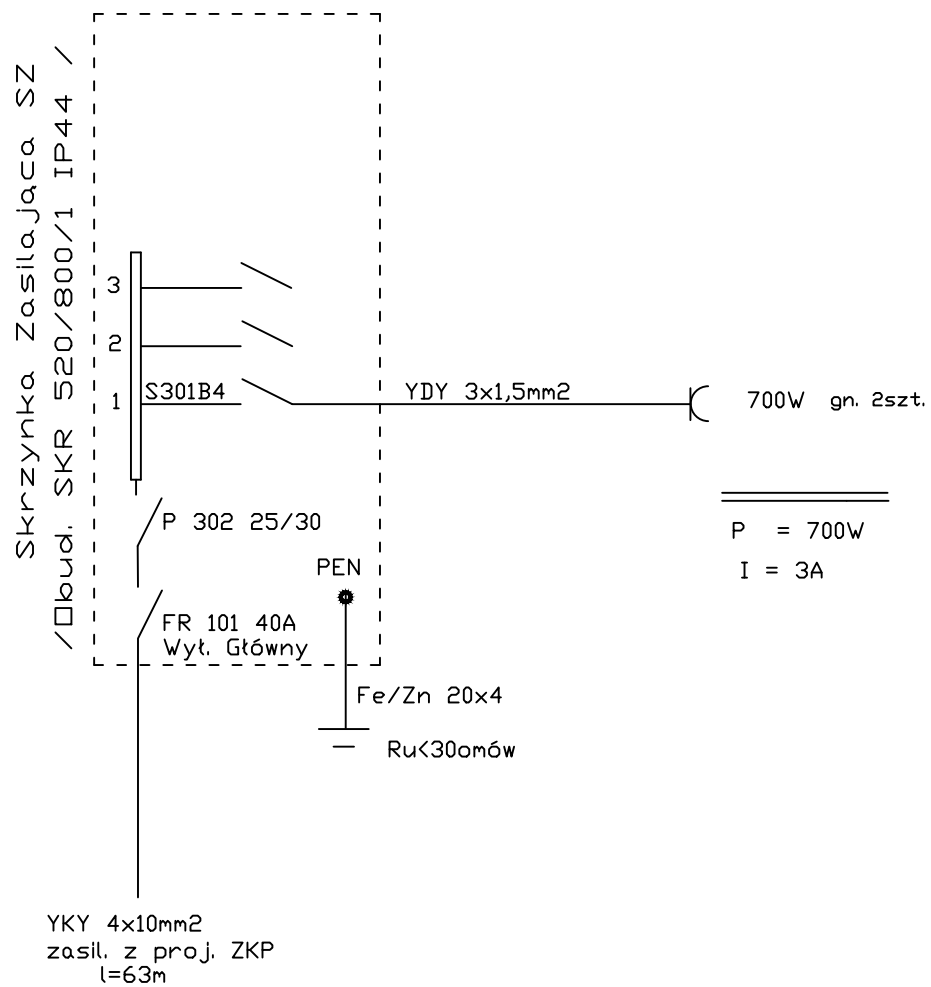 Skrzynka Zasilająca SZ
/Obud. SKR 520/800/1 IP44 /
3
2
1
S301B4
YDY 3x1,5mm2
700W gn. 2szt.
P 302 25/30
P = 700W
I = 3A
PEN
FR 101 40A
Wył. Główny
Fe/Zn 20x4
Ru<30omów
YKY 4x10mm2
zasil. z proj. ZKP
l=63m